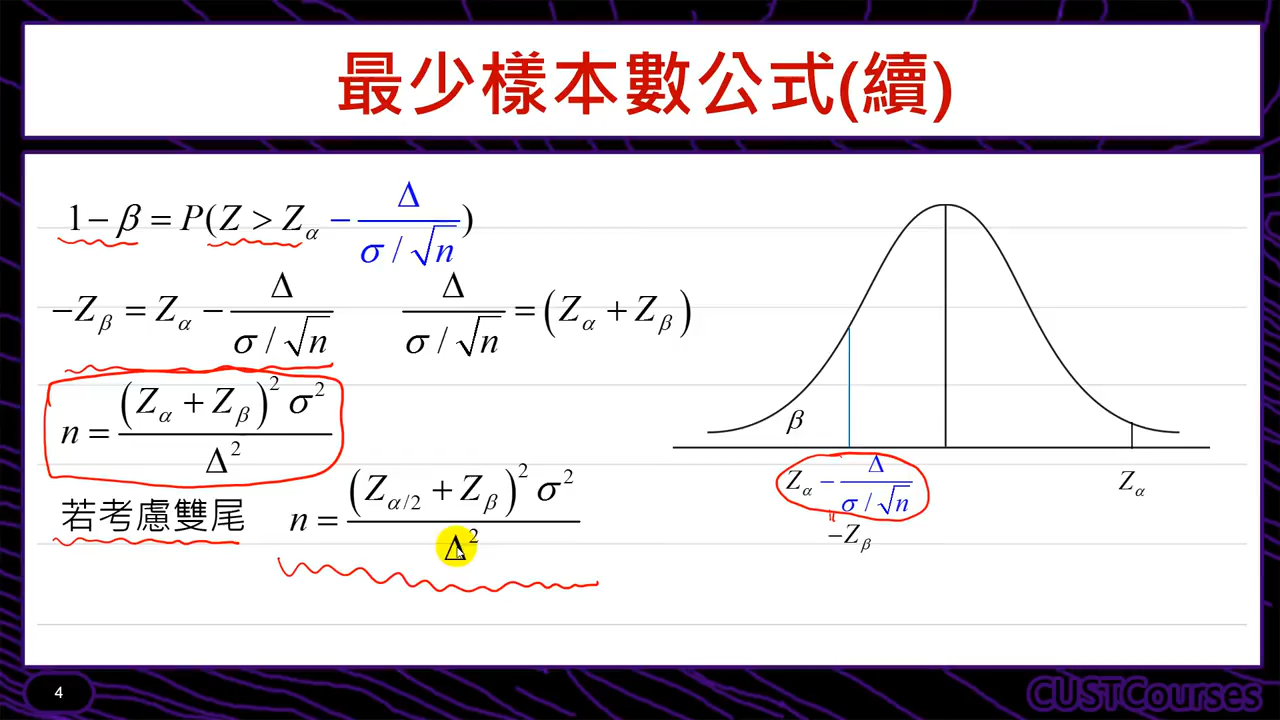 最少樣本數公式(續)
1 − β = P(Z > Z_α − Δ / (σ / √n))
−Z_β = Z_α − Δ / (σ / √n)
Δ / (σ / √n) = (Z_α + Z_β)
n = (Z_α + Z_β)² σ² / Δ²
若考慮雙尾
n = (Z_{α/2} + Z_β)² σ² / Δ²
β
Z_α − Δ / (σ / √n)
Z_α
−Z_β
4
CUSTCourses